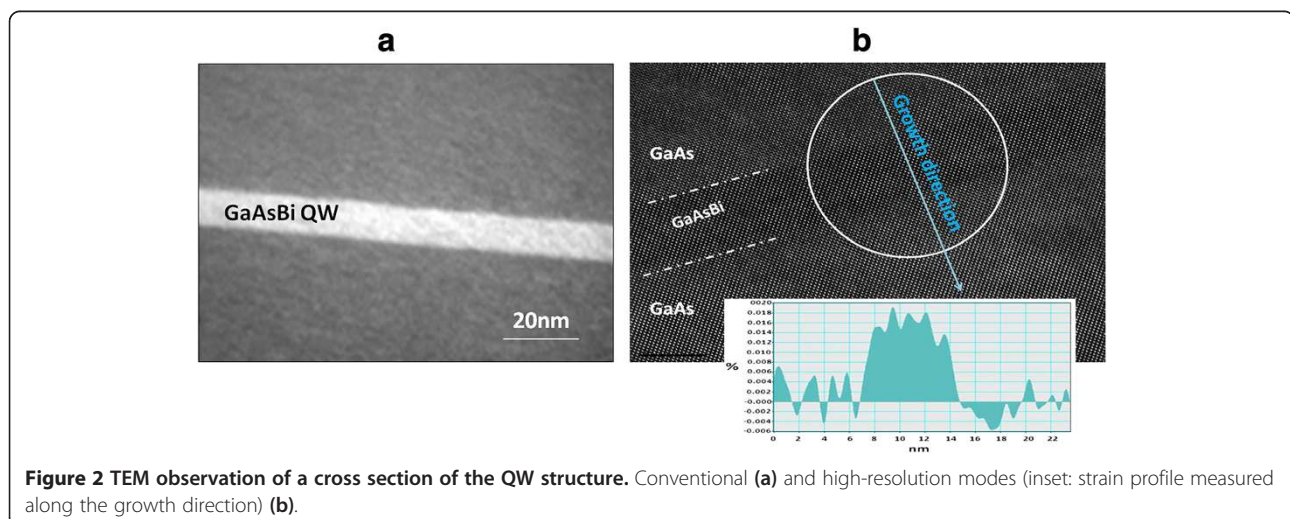 a
b
GaAsBi QW
20nm
Growth direction
GaAs
GaAsBi
GaAs
0020
0.018
0.016
0.014
0.012
0.010
0.008
0.006
0.004
0.002
-0.000
-0.002
-0.004
-0.006
%
0 2 4 6 8 10 12 14 16 18 20 22
nm
Figure 2 TEM observation of a cross section of the QW structure. Conventional (a) and high-resolution modes (inset: strain profile measured
along the growth direction) (b).